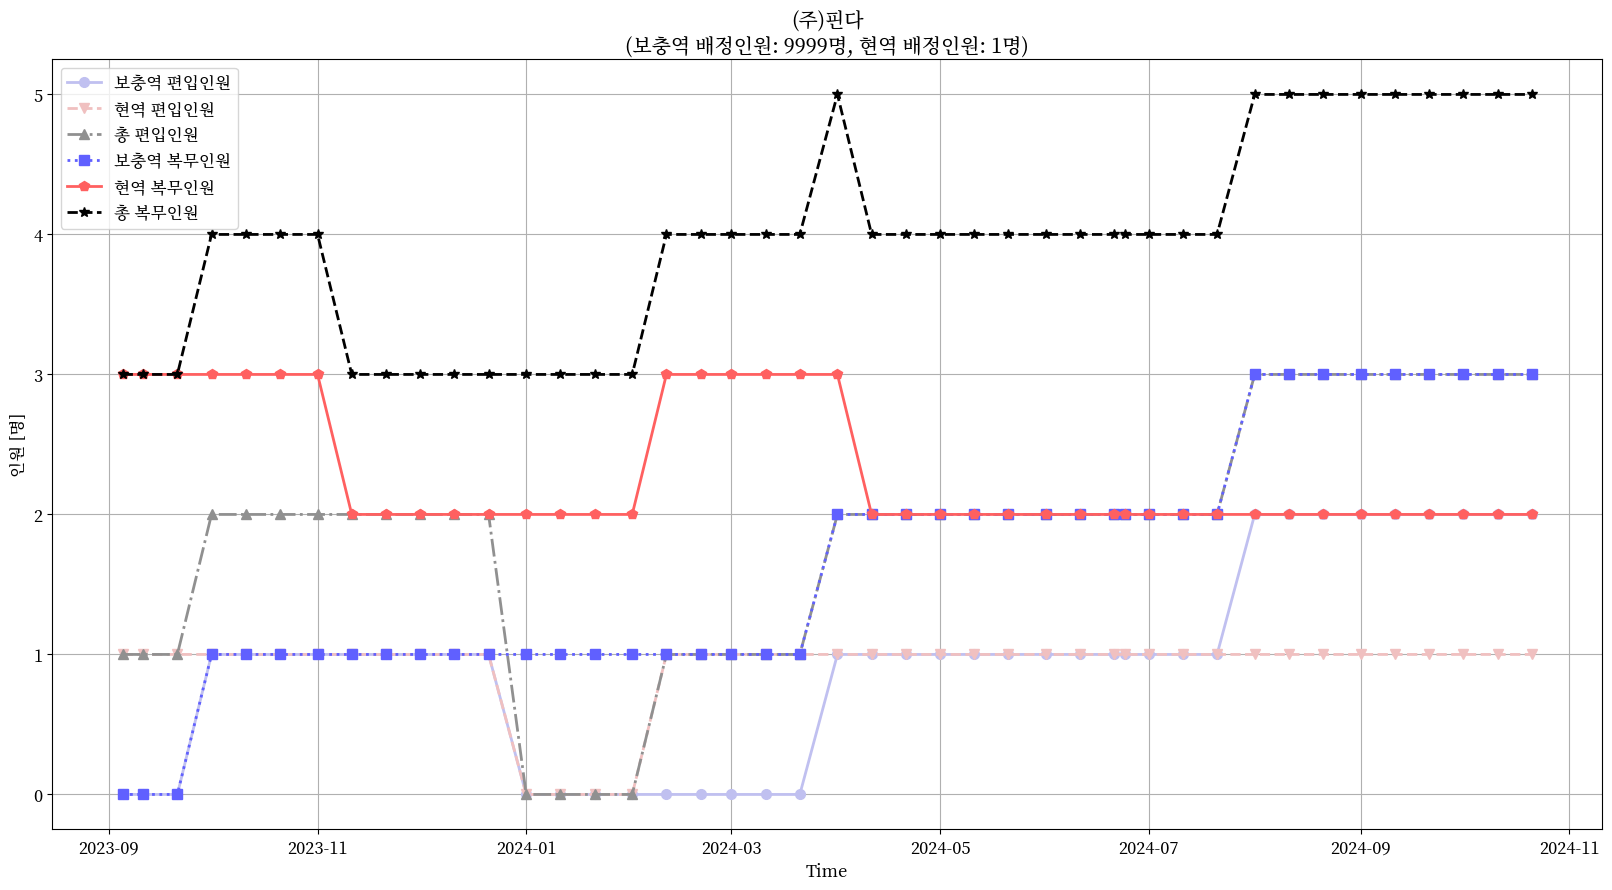 (주)핀다
(보충역 배정인원: 9999명, 현역 배정인원: 1명)
보충역 편입인원
현역 편입인원
총 편입인원
보충역 복무인원
현역 복무인원
총 복무인원
5
4
3
2
1
0
인원 [명]
2023-09 2023-11 2024-01 2024-03 2024-05 2024-07 2024-09 2024-11
Time